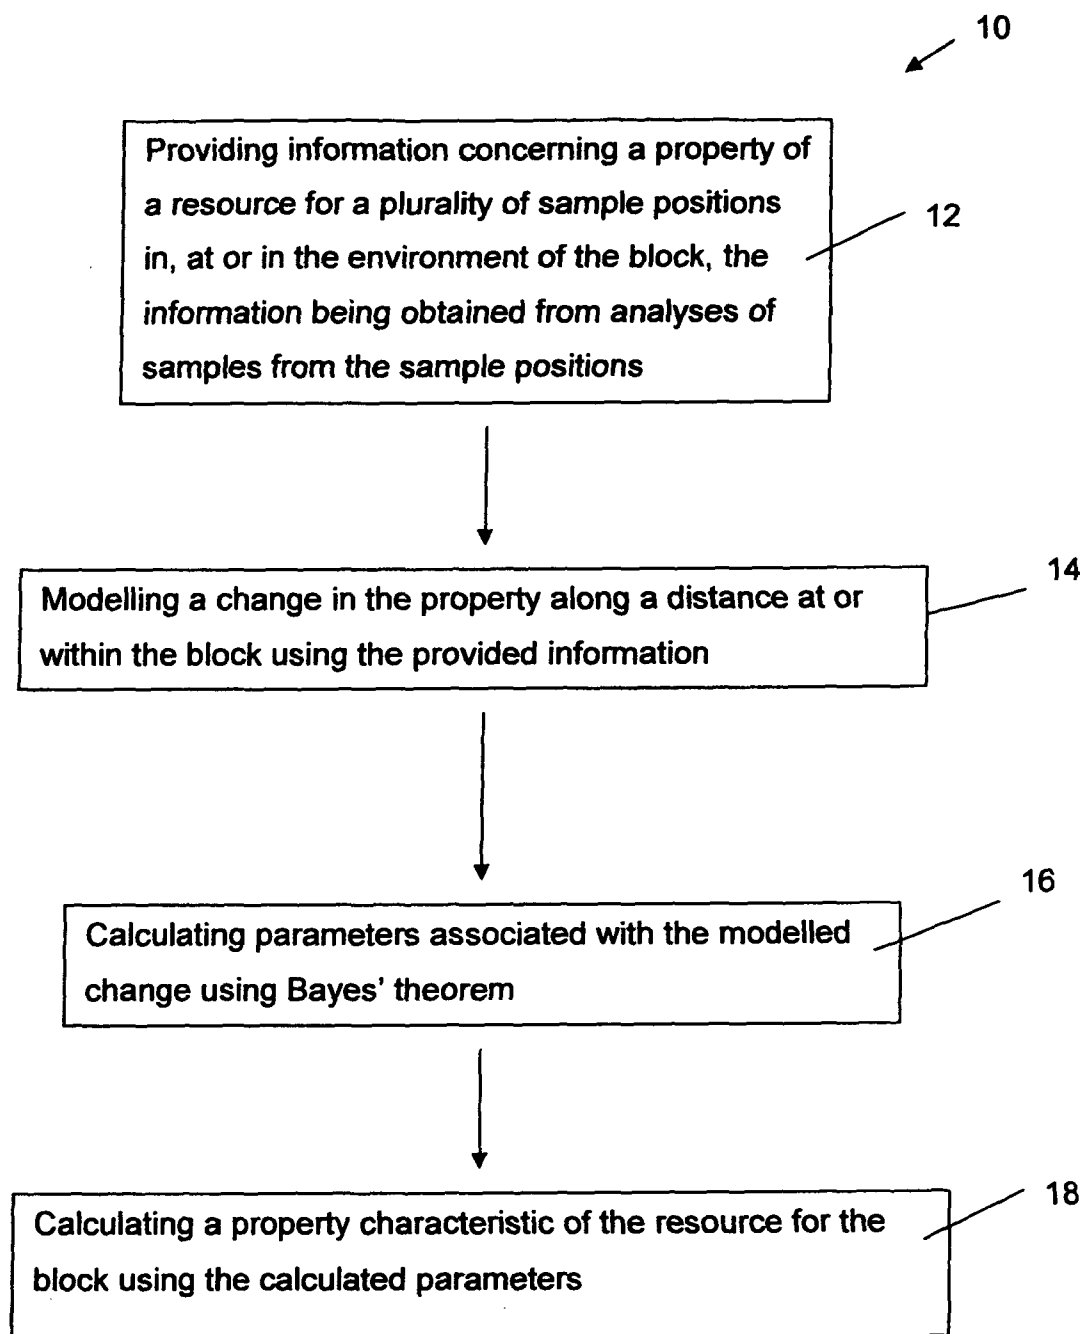 10
Providing information concerning a property of
a resource for a plurality of sample positions
in, at or in the environment of the block, the
information being obtained from analyses of
samples from the sample positions
12
Modelling a change in the property along a distance at or
within the block using the provided information
14
Calculating parameters associated with the modelled
change using Bayes' theorem
16
Calculating a property characteristic of the resource for the
block using the calculated parameters
18